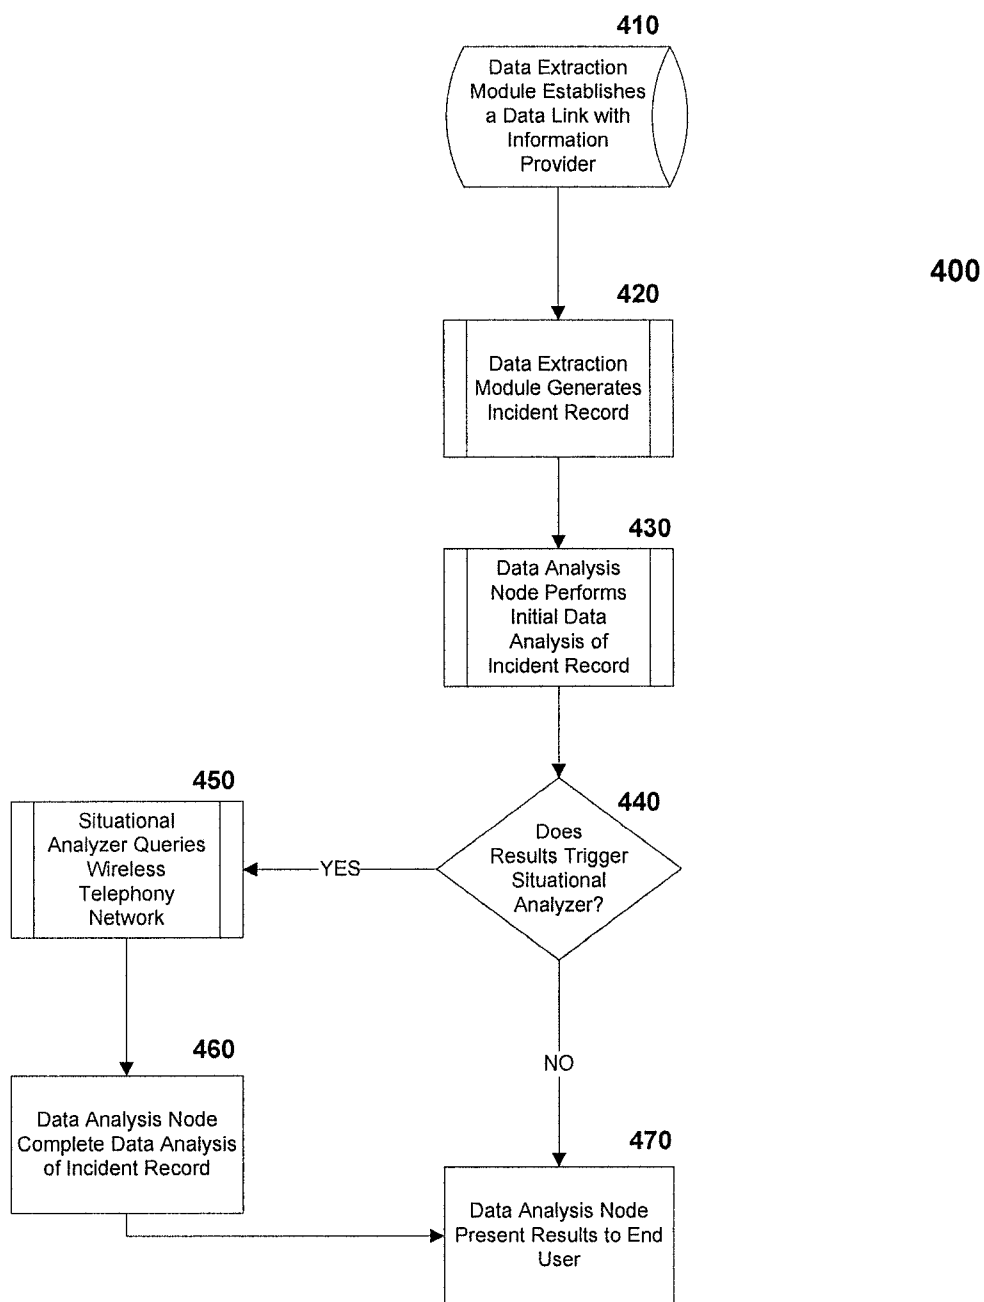 410
Data Extraction
Module Establishes
a Data Link with
Information
Provider
400
420
Data Extraction
Module Generates
Incident Record
430
Data Analysis
Node Performs
Initial Data
Analysis of
Incident Record
440
Does
Results Trigger
Situational
Analyzer?
YES
450
Situational
Analyzer Queries
Wireless
Telephony
Network
460
Data Analysis Node
Complete Data Analysis
of Incident Record
NO
470
Data Analysis Node
Present Results to End
User